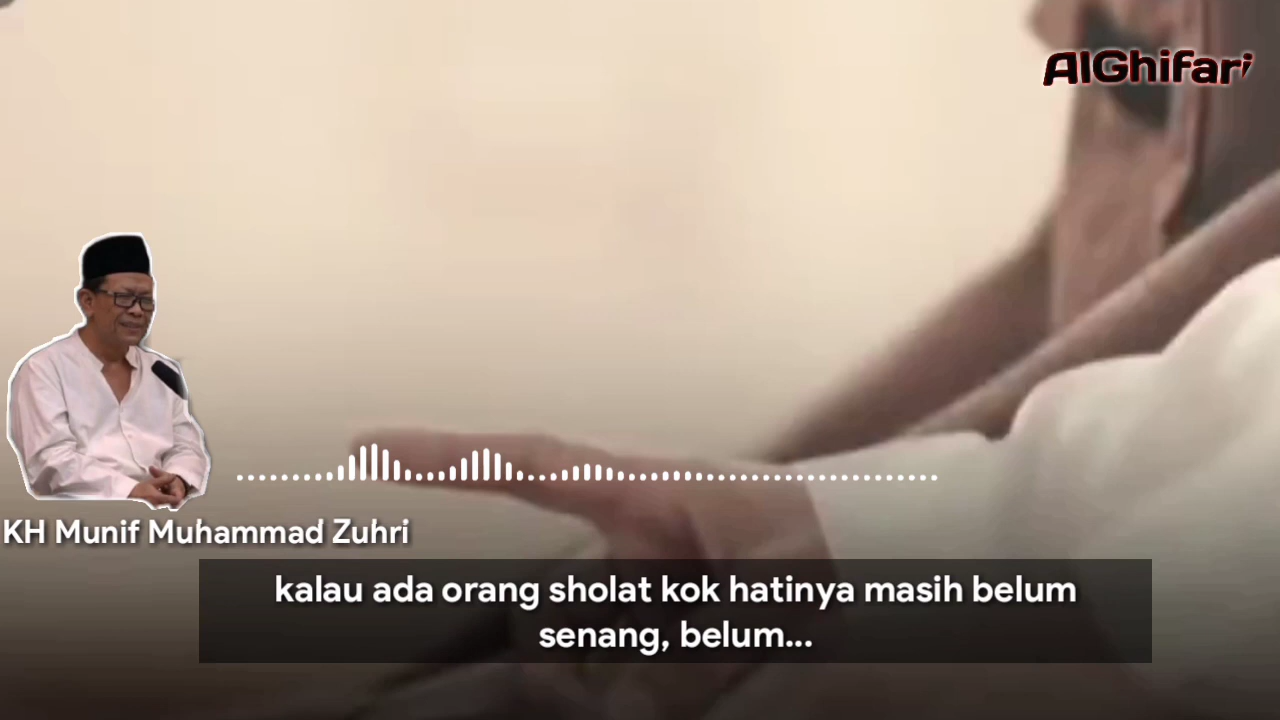 AlGhifari
KH Munif Muhammad Zuhri
kalau ada orang sholat kok hatinya masih belum
senang, belum...